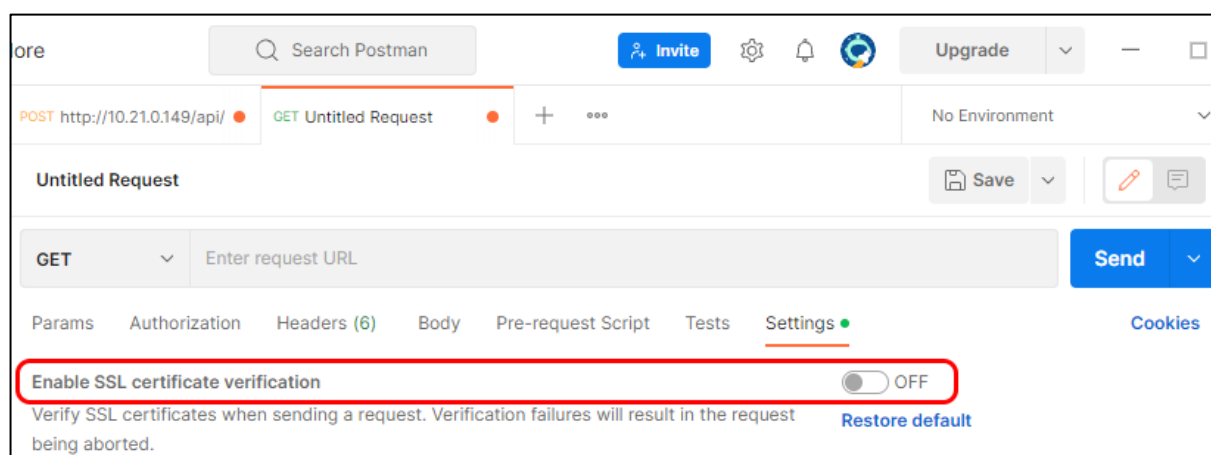 lore
Search Postman
Invite
Upgrade
POST http://10.21.0.149/api/
GET Untitled Request
No Environment
Untitled Request
Save
GET
Enter request URL
Send
Params
Authorization
Headers (6)
Body
Pre-request Script
Tests
Settings
Cookies
Enable SSL certificate verification
OFF
Verify SSL certificates when sending a request. Verification failures will result in the request
being aborted.
Restore default